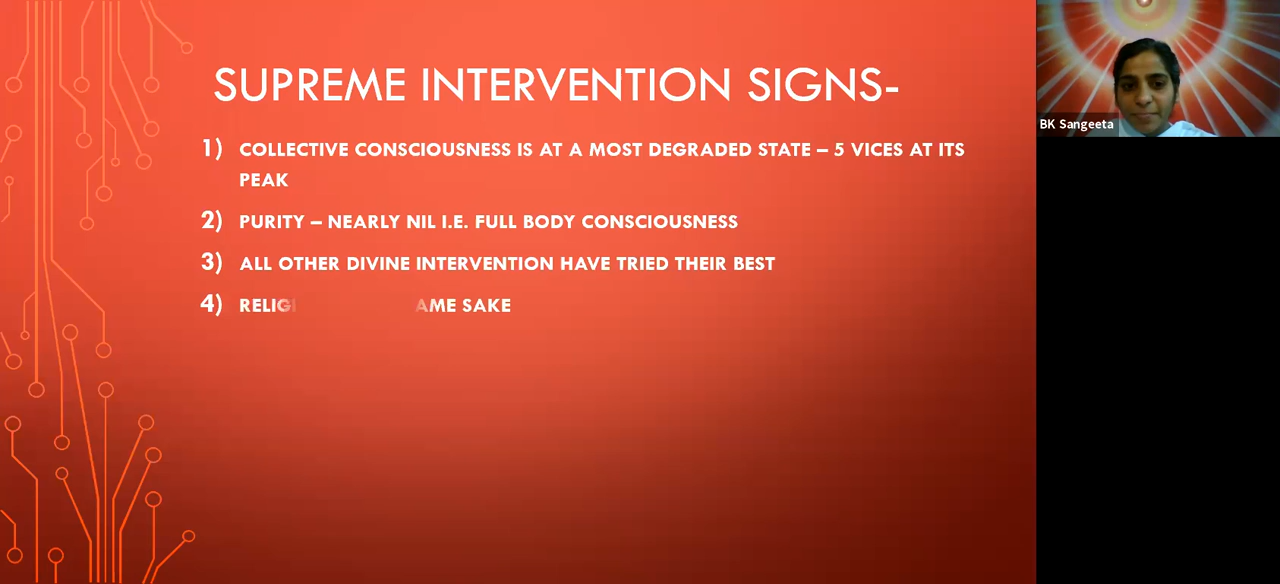 SUPREME INTERVENTION SIGNS-
1) COLLECTIVE CONSCIOUSNESS IS AT A MOST DEGRADED STATE – 5 VICES AT ITS
PEAK
2) PURITY – NEARLY NIL I.E. FULL BODY CONSCIOUSNESS
3) ALL OTHER DIVINE INTERVENTION HAVE TRIED THEIR BEST
4) SAKE
BK Sangeeta